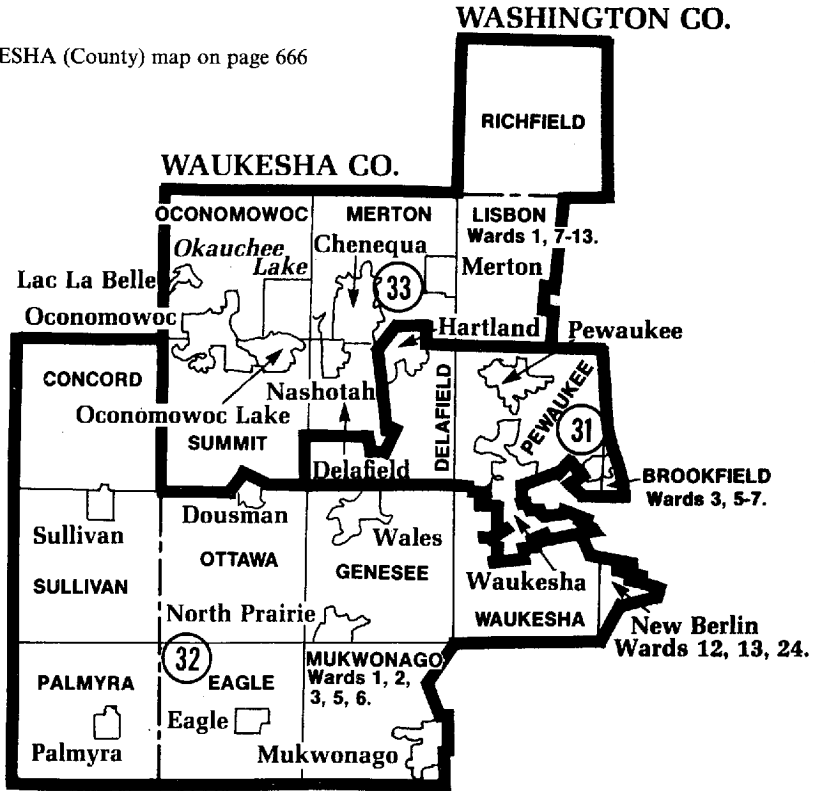 WASHINGTON CO.
ESHA (County) map on page 666
RICHFIELD
WAUKESHA CO.
OCONOMOWOC
MERTON
LISBON
Wards 1, 7-13.
Okauchee
Lake
Chenequa
Merton
Lac La Belle
33
Oconomowoc
Hartland
Pewaukee
CONCORD
Nashotah
DELAFIELD
PEWAUKEE
31
Oconomowoc Lake
SUMMIT
Delafield
BROOKFIELD
Wards 3, 5-7.
Dousman
Sullivan
Wales
OTTAWA
GENESEE
SULLIVAN
Waukesha
North Prairie
WAUKESHA
New Berlin
Wards 12, 13, 24.
32
MUKWONAGO
Wards 1, 2,
3, 5, 6.
PALMYRA
EAGLE
Eagle
Palmyra
Mukwonago